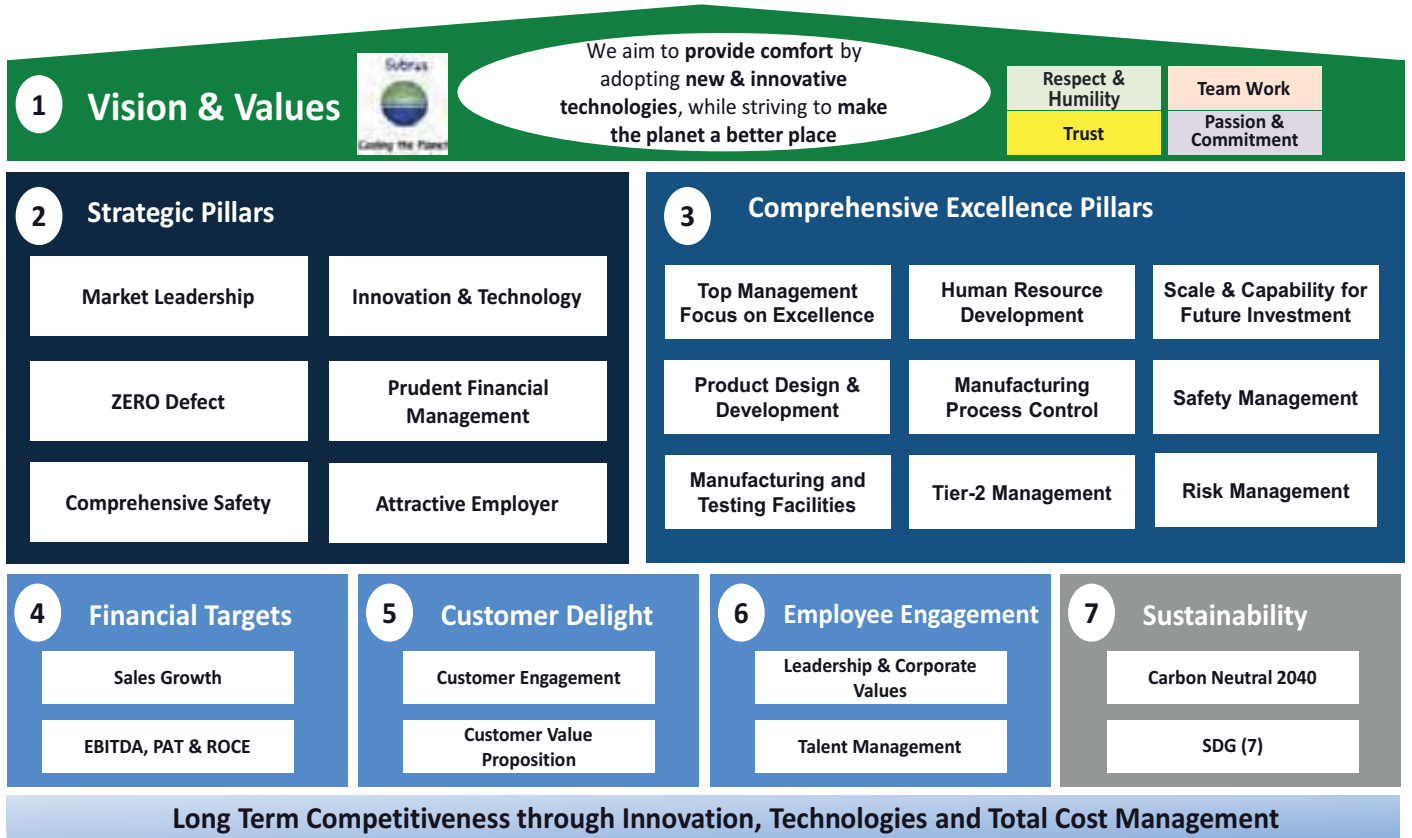 1
Vision & Values
Subros
Cooling the Planet
We aim to provide comfort by
adopting new & innovative
technologies, while striving to make
the planet a better place
Respect &
Humility
Team Work
Trust
Passion &
Commitment
2
Strategic Pillars
Market Leadership
Innovation & Technology
ZERO Defect
Prudent Financial
Management
Comprehensive Safety
Attractive Employer
3
Comprehensive Excellence Pillars
Top Management
Focus on Excellence
Human Resource
Development
Scale & Capability for
Future Investment
Product Design &
Development
Manufacturing
Process Control
Safety Management
Manufacturing and
Testing Facilities
Tier-2 Management
Risk Management
4
Financial Targets
Sales Growth
EBITDA, PAT & ROCE
5
Customer Delight
Customer Engagement
Customer Value
Proposition
6
Employee Engagement
Leadership & Corporate
Values
Talent Management
7
Sustainability
Carbon Neutral 2040
SDG (7)
Long Term Competitiveness through Innovation, Technologies and Total Cost Management